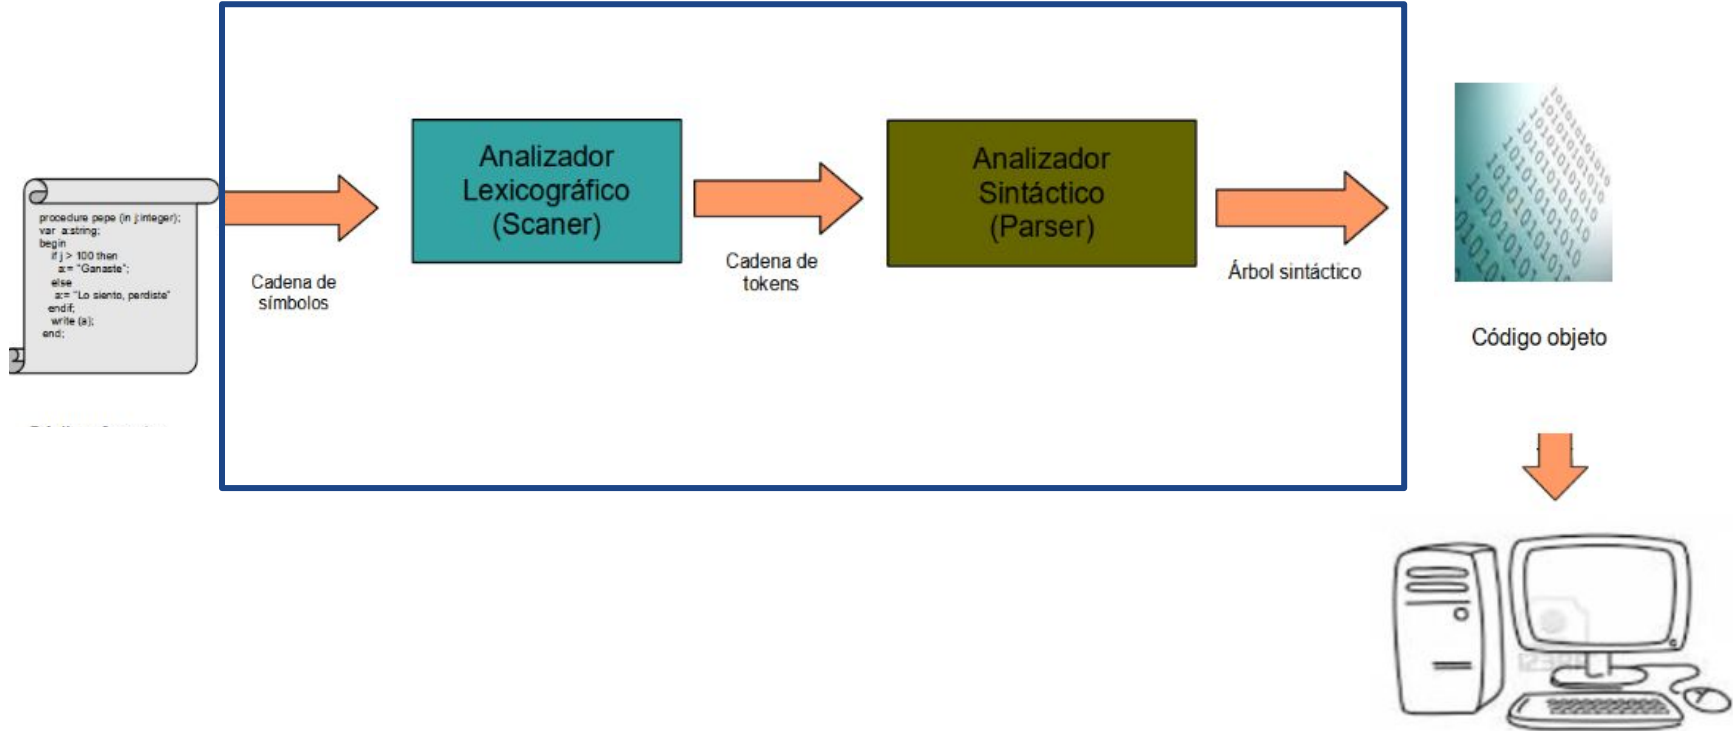 procedure pepe (in j:integer);
var a:string;
begin
if j > 100 then
a:= "Ganaste";
else
a:= "Lo siento, perdiste"
endif;
write (a);
end;
Cadena de
símbolos
Analizador
Lexicográfico
(Scaner)
Cadena de
tokens
Analizador
Sintáctico
(Parser)
Árbol sintáctico
Código objeto